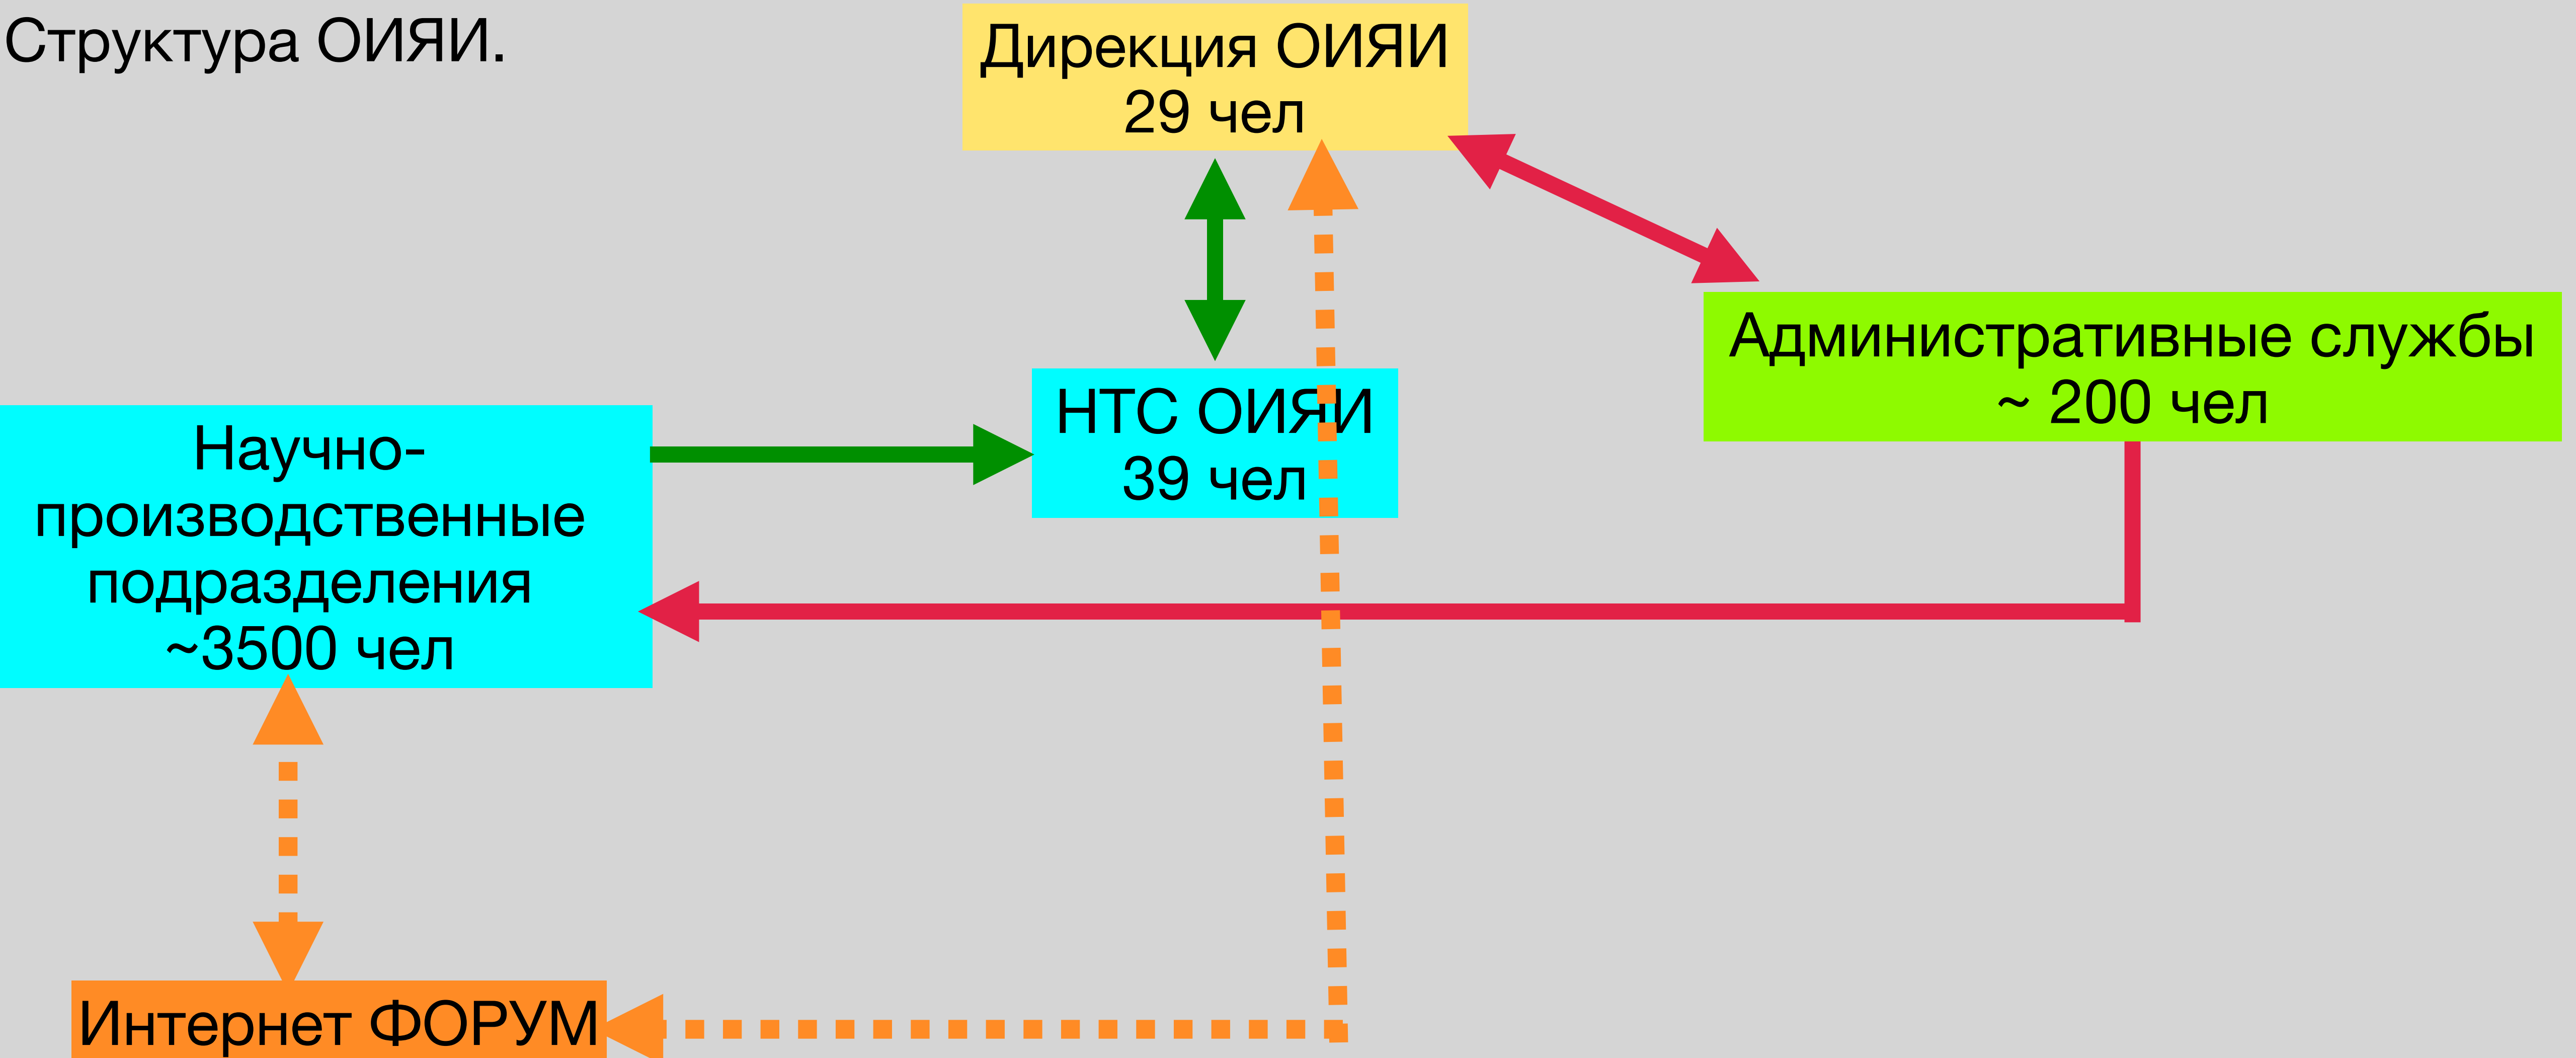 Структура ОИЯИ.
Дирекция ОИЯИ
29 чел
Административные службы
~ 200 чел
НТС ОИЯИ
39 чел
Научно-
производственные
подразделения
~3500 чел
Интернет ФОРУМ